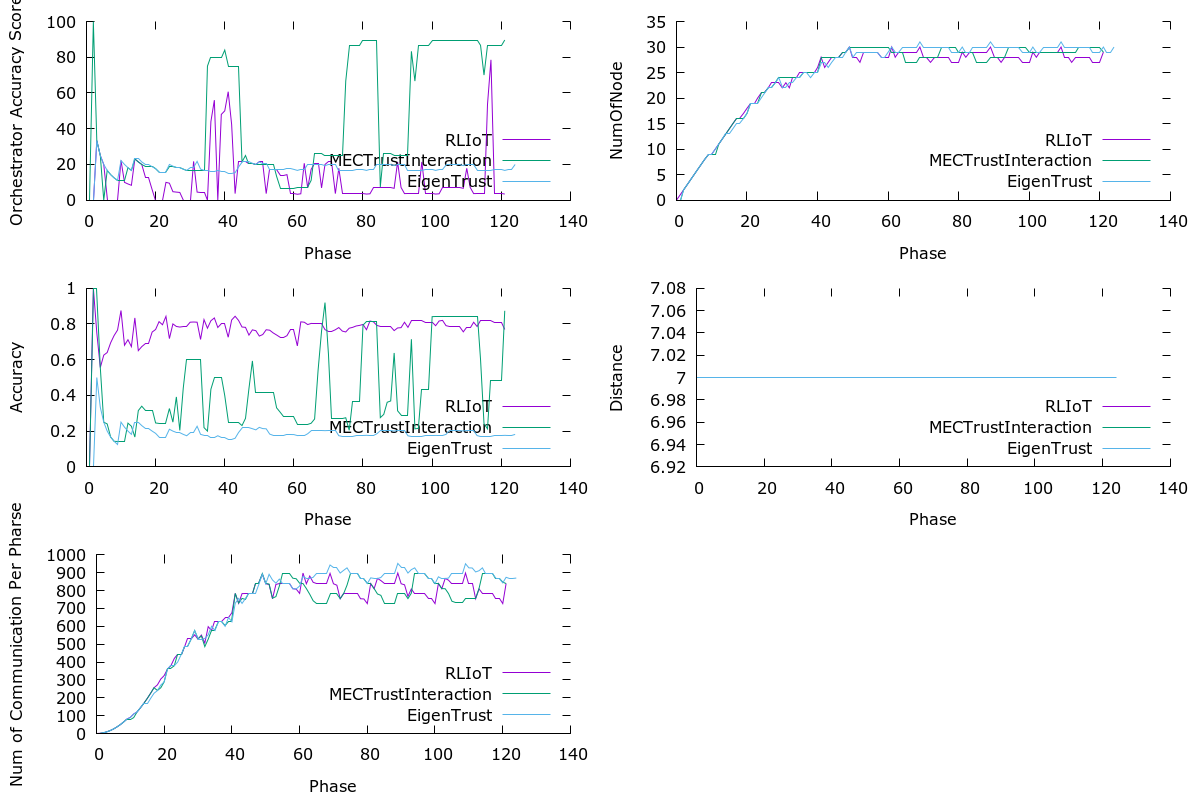 Orchestrator Accuracy Score
100
80
60
40
20
0
RLIoT
MECTrustInteraction
EigenTrust
0 20 40 60 80 100 120 140
Phase
NumOfNode
35
30
25
20
15
10
5
0
RLIoT
MECTrustInteraction
EigenTrust
0 20 40 60 80 100 120 140
Phase
Accuracy
1
0.8
0.6
0.4
0.2
0
RLIoT
MECTrustInteraction
EigenTrust
0 20 40 60 80 100 120 140
Phase
Distance
7.08
7.06
7.04
7.02
7
6.98
6.96
6.94
6.92
RLIoT
MECTrustInteraction
EigenTrust
0 20 40 60 80 100 120 140
Phase
Num of Communication Per Pharse
1000
900
800
700
600
500
400
300
200
100
0
RLIoT
MECTrustInteraction
EigenTrust
0 20 40 60 80 100 120 140
Phase